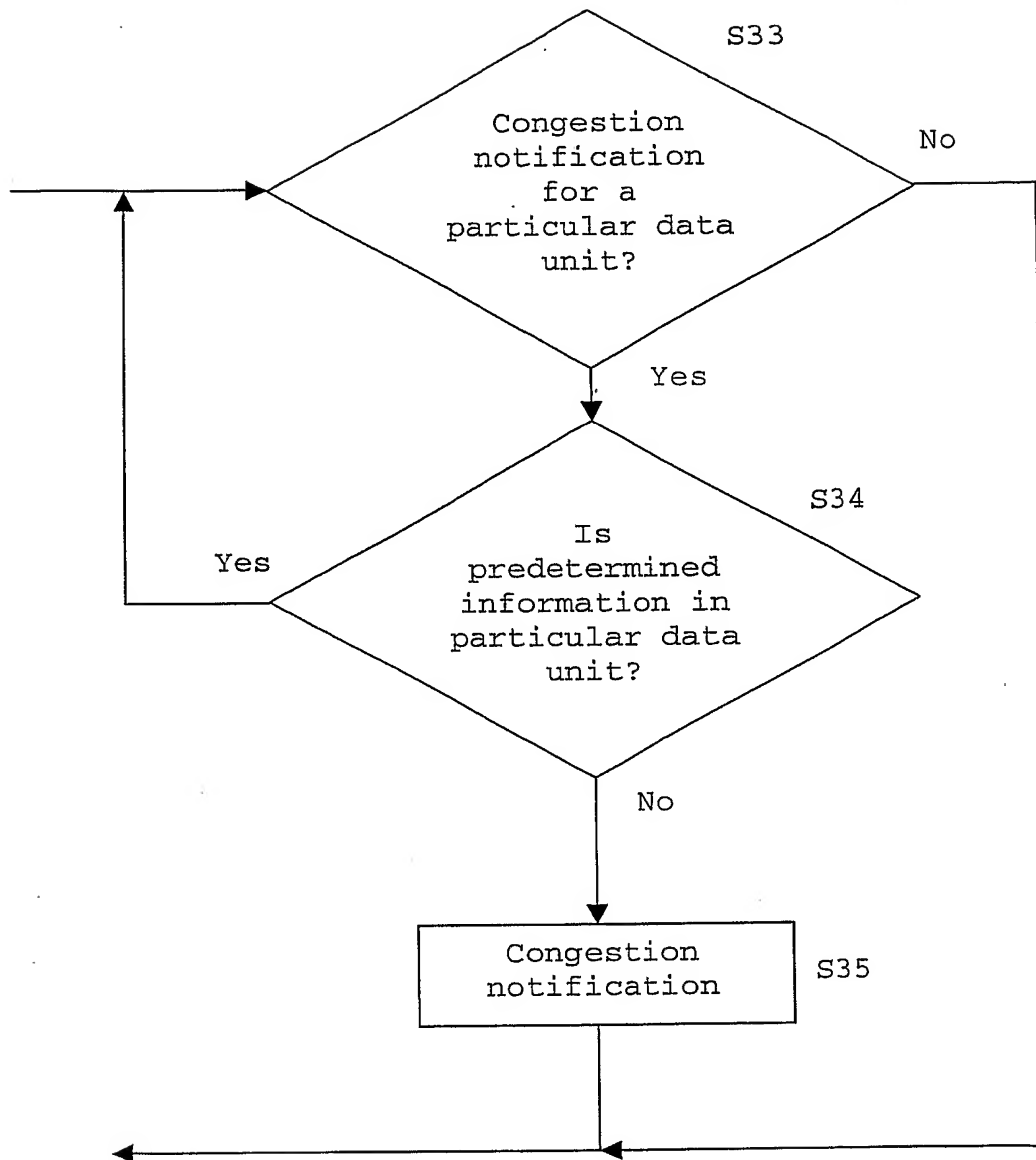 S33
Congestion
notification
for a
particular data
unit?
No
Yes
S34
Is
predetermined
information in
particular data
unit?
Yes
No
Congestion
notification
S35